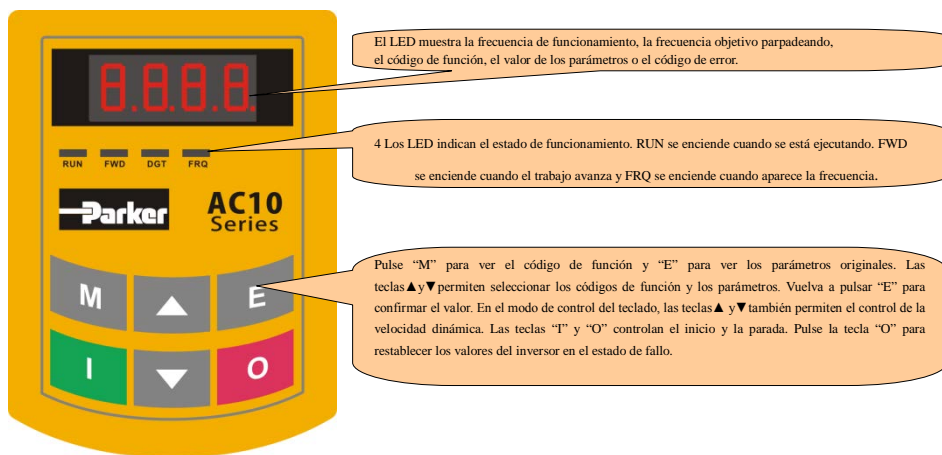 8.8.8.8.
RUN FWD DGT FRQ
Parker
AC10
Series
M ▲ E
I ▼ O
El LED muestra la frecuencia de funcionamiento, la frecuencia objetivo parpadeando,
el código de función, el valor de los parámetros o el código de error.
4 Los LED indican el estado de funcionamiento. RUN se enciende cuando se está ejecutando. FWD
se enciende cuando el trabajo avanza y FRQ se enciende cuando aparece la frecuencia.
Pulse “M” para ver el código de función y “E” para ver los parámetros originales. Las
teclas▲y▼permiten seleccionar los códigos de función y los parámetros. Vuelva a pulsar “E” para
confirmar el valor. En el modo de control del teclado, las teclas▲ y▼también permiten el control de la
velocidad dinámica. Las teclas “I” y “O” controlan el inicio y la parada. Pulse la tecla “O” para
restablecer los valores del inversor en el estado de fallo.